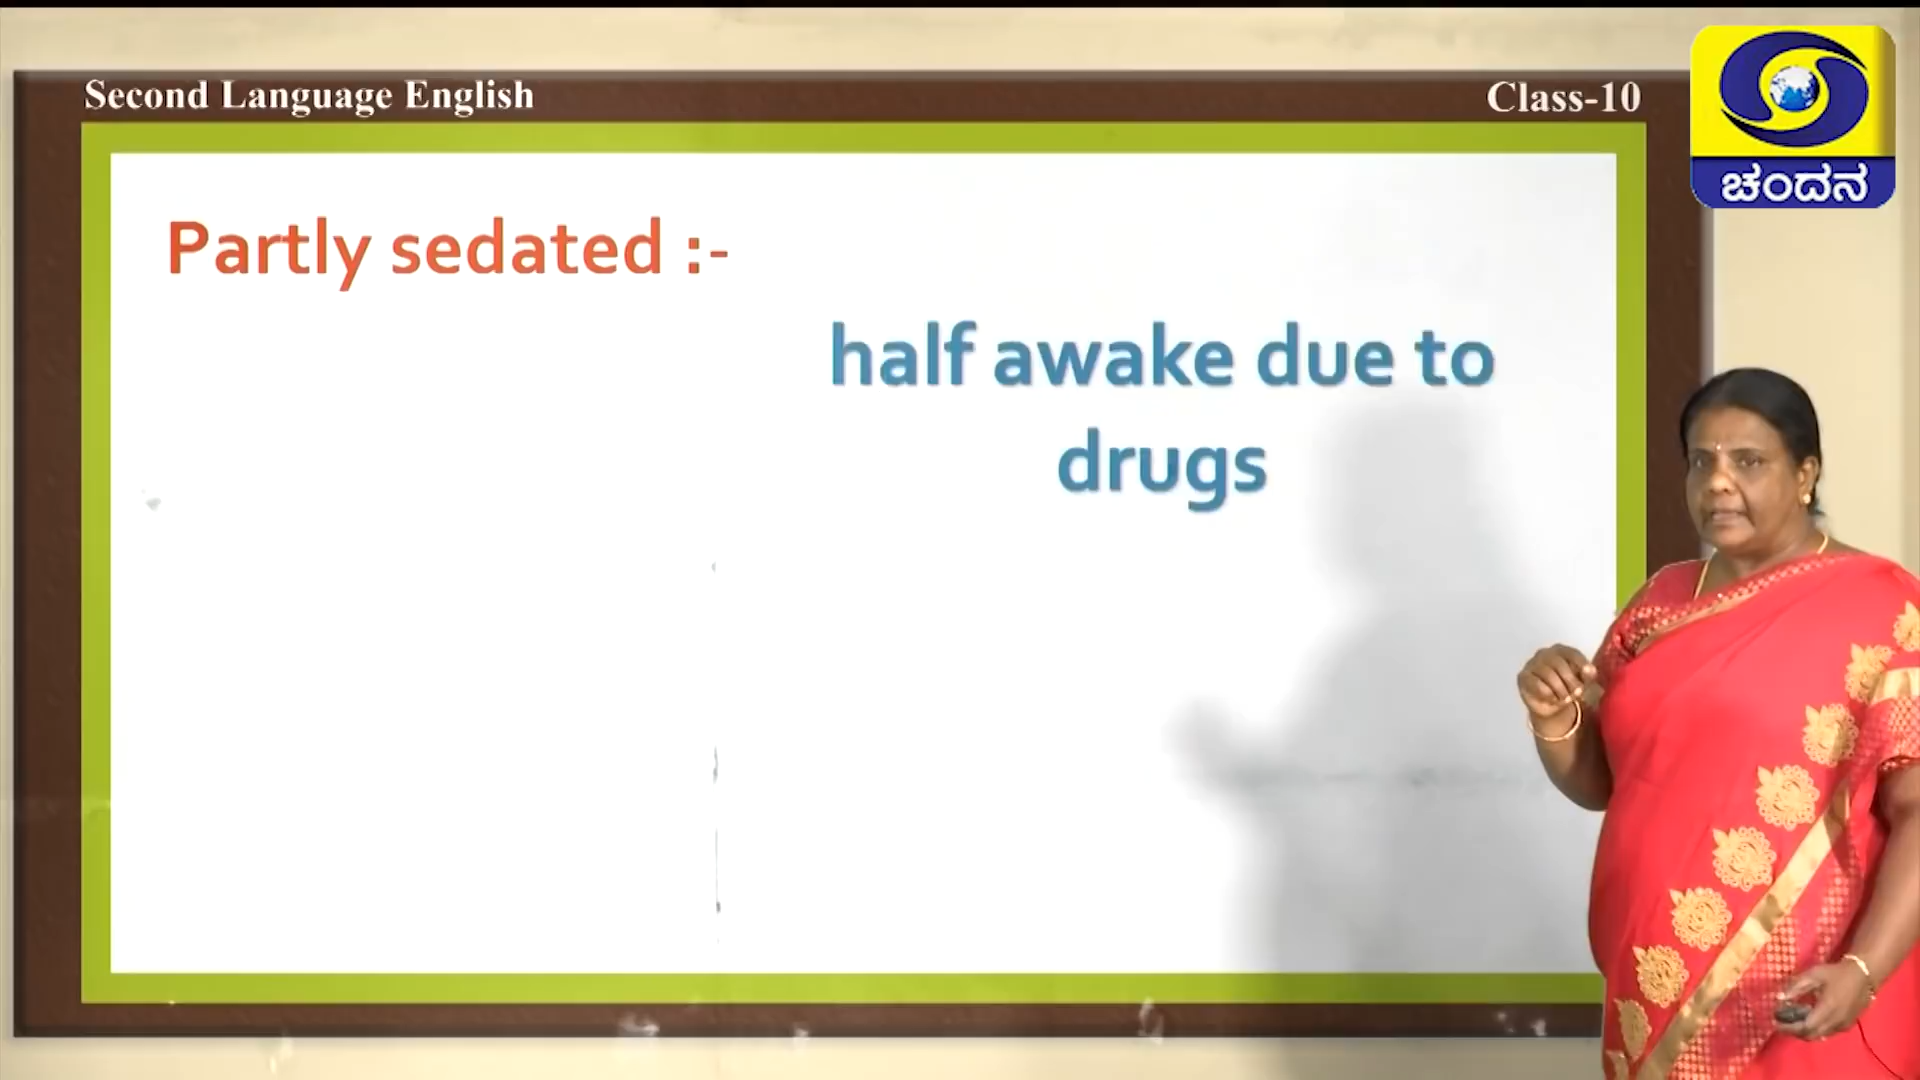 Second Language English
Class-10
ಚಂದನ
Partly sedated :-
half awake due to
drugs